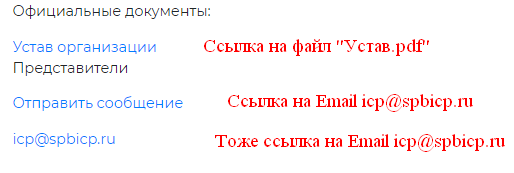 Официальные документы:
Устав организации Ссылка на файл "Устав.pdf"
Представители
Отправить сообщение Ссылка на Email icp@spbicp.ru
icp@spbicp.ru Тоже ссылка на Email icp@spbicp.ru